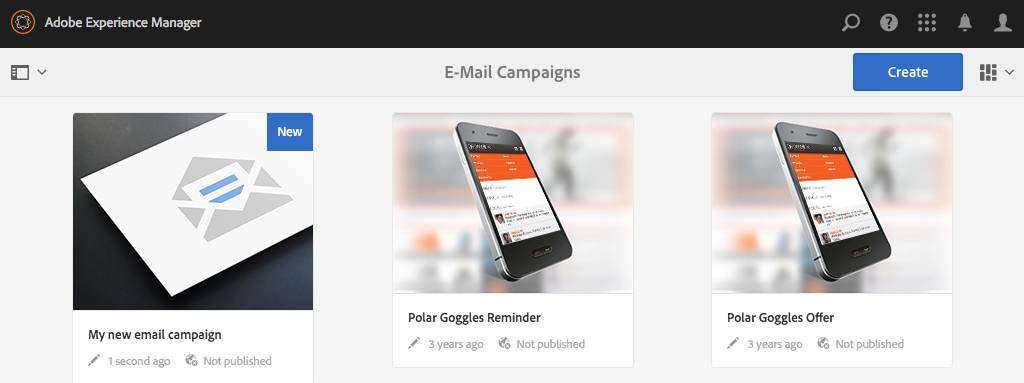 Adobe Experience Manager
E-Mail Campaigns
Create
New
My new email campaign
1 second ago Not published
Polar Goggles Reminder
3 years ago Not published
Polar Goggles Offer
3 years ago Not published